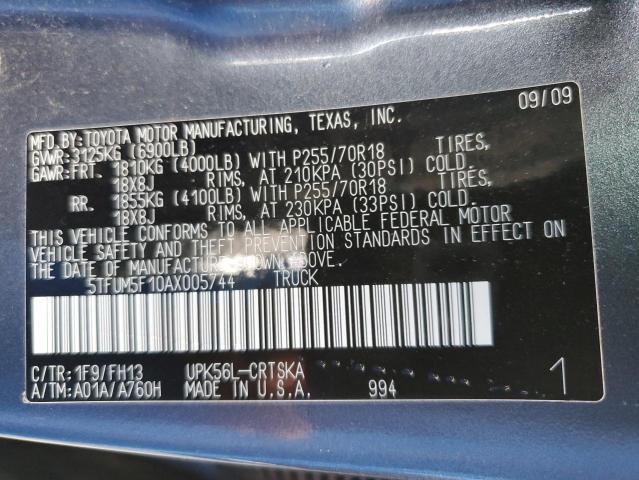 09/09
MFD.BY:TOYOTA MOTOR MANUFACTURING, TEXAS, INC.
GVWR:3125KG (6900LB)
GAWR:FRT. 1810KG (4000LB) WITH P255/70R18 TIRES,
18X8J RIMS, AT 210KPA (30PSI) COLD.
RR. 1855KG (4100LB) WITH P255/70R18 TIRES,
18X8J RIMS, AT 230KPA (33PSI) COLD.
THIS VEHICLE CONFORMS TO ALL APPLICABLE FEDERAL MOTOR
VEHICLE SAFETY AND THEFT PREVENTION STANDARDS IN EFFECT ON
THE DATE OF MANUFACTURE SHOWN ABOVE.
5TFUM5F10AX005744 TRUCK
C/TR:1F9/FH13 UPK56L-CRTSKA
A/TM:A01A/A760H MADE IN U.S.A. 994 1